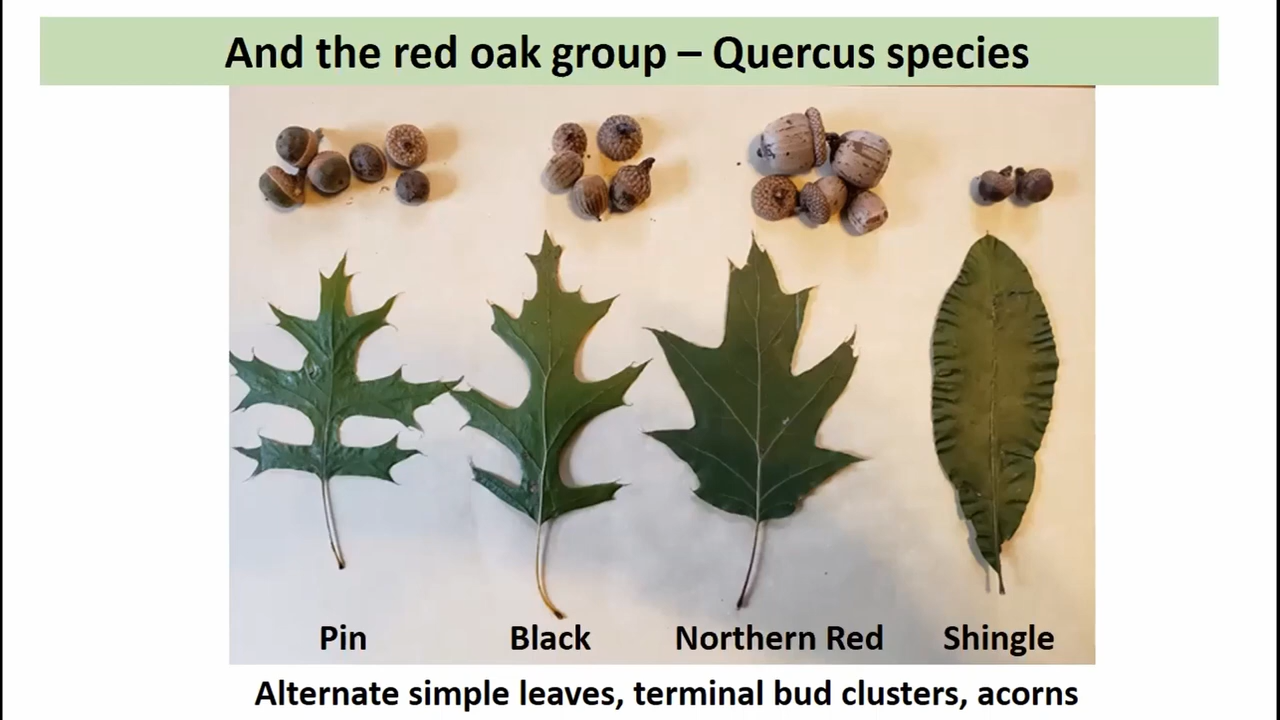 And the red oak group – Quercus species
Pin Black Northern Red Shingle
Alternate simple leaves, terminal bud clusters, acorns